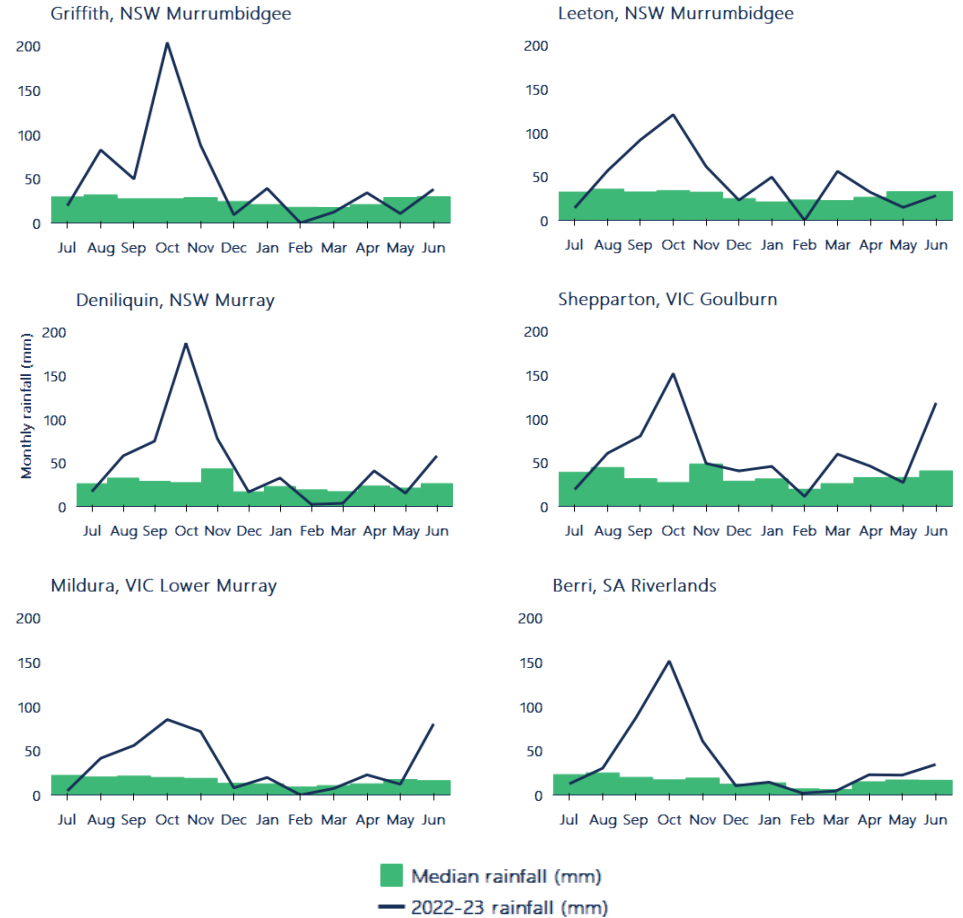 Griffith, NSW Murrumbidgee
200
150
100
50
0
Jul Aug Sep Oct Nov Dec Jan Feb Mar Apr May Jun
Leeton, NSW Murrumbidgee
200
150
100
50
0
Jul Aug Sep Oct Nov Dec Jan Feb Mar Apr May Jun
Deniliquin, NSW Murray
Monthly rainfall (mm)
200
150
100
50
0
Jul Aug Sep Oct Nov Dec Jan Feb Mar Apr May Jun
Shepparton, VIC Goulburn
200
150
100
50
0
Jul Aug Sep Oct Nov Dec Jan Feb Mar Apr May Jun
Mildura, VIC Lower Murray
200
150
100
50
0
Jul Aug Sep Oct Nov Dec Jan Feb Mar Apr May Jun
Berri, SA Riverlands
200
150
100
50
0
Jul Aug Sep Oct Nov Dec Jan Feb Mar Apr May Jun
Median rainfall (mm)
2022-23 rainfall (mm)